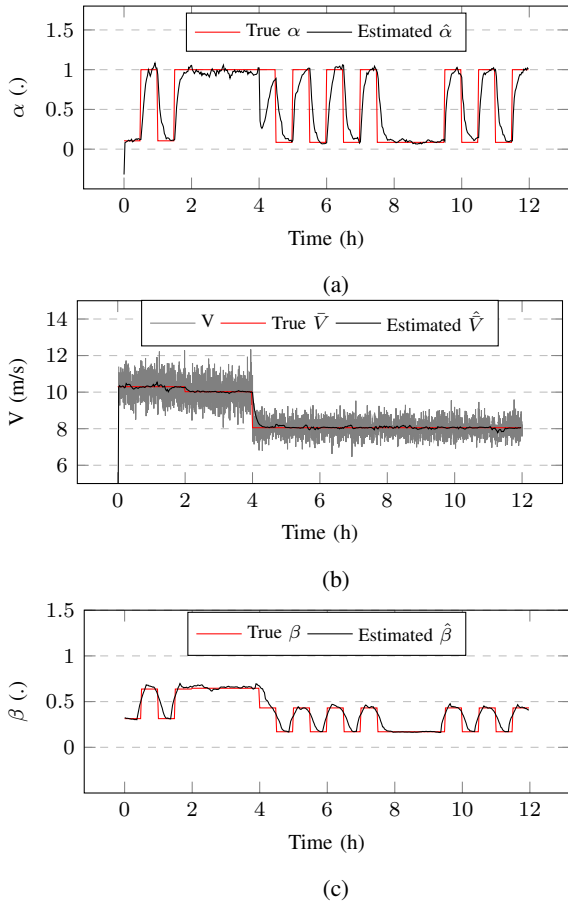 True α Estimated α̂
1.5
1
0.5
0
α (.)
0 2 4 6 8 10 12
Time (h)
(a)
V True V̄ Estimated V̄̂
14
12
10
8
6
V (m/s)
0 2 4 6 8 10 12
Time (h)
(b)
True β Estimated β̂
1.5
1
0.5
0
β (.)
0 2 4 6 8 10 12
Time (h)
(c)